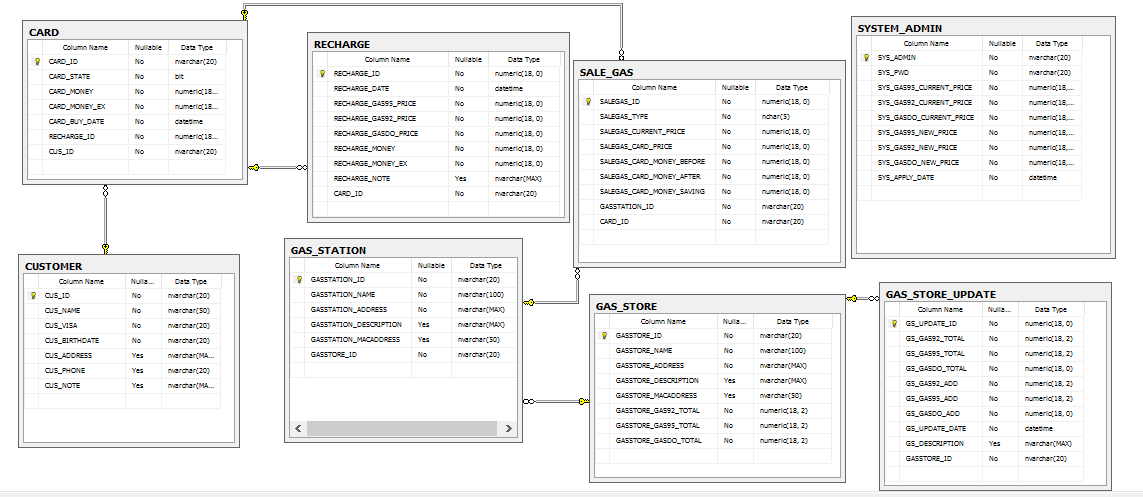 CARD
Column Name Nullable Data Type
CARD_ID No nvarchar(20)
CARD_STATE No bit
CARD_MONEY No numeric(18...
CARD_MONEY_EX No numeric(18...
CARD_BUY_DATE No datetime
RECHARGE_ID No numeric(18...
CUS_ID No nvarchar(20)
RECHARGE
Column Name Nullable Data Type
RECHARGE_ID No numeric(18, 0)
RECHARGE_DATE No datetime
RECHARGE_GAS95_PRICE No numeric(18, 0)
RECHARGE_GAS92_PRICE No numeric(18, 0)
RECHARGE_GASDO_PRICE No numeric(18, 0)
RECHARGE_MONEY No numeric(18, 0)
RECHARGE_MONEY_EX No numeric(18, 0)
RECHARGE_NOTE Yes nvarchar(MAX)
CARD_ID No nvarchar(20)
SALE_GAS
Column Name Nullable Data Type
SALEGAS_ID No numeric(18, 0)
SALEGAS_TYPE No nchar(5)
SALEGAS_CURRENT_PRICE No numeric(18, 0)
SALEGAS_CARD_PRICE No numeric(18, 0)
SALEGAS_CARD_MONEY_BEFORE No numeric(18, 0)
SALEGAS_CARD_MONEY_AFTER No numeric(18, 0)
SALEGAS_CARD_MONEY_SAVING No numeric(18, 0)
GASSTATION_ID No nvarchar(20)
CARD_ID No nvarchar(20)
SYSTEM_ADMIN
Column Name Nullable Data Type
SYS_ADMIN No nvarchar(20)
SYS_PWD No nvarchar(20)
SYS_GAS95_CURRENT_PRICE No numeric(18,...
SYS_GAS92_CURRENT_PRICE No numeric(18,...
SYS_GASDO_CURRENT_PRICE No numeric(18,...
SYS_GAS95_NEW_PRICE No numeric(18,...
SYS_GAS92_NEW_PRICE No numeric(18,...
SYS_GASDO_NEW_PRICE No numeric(18,...
SYS_APPLY_DATE No datetime
CUSTOMER
Column Name Nulla... Data Type
CUS_ID No nvarchar(20)
CUS_NAME No nvarchar(50)
CUS_VISA No nvarchar(20)
CUS_BIRTHDATE No nvarchar(20)
CUS_ADDRESS Yes nvarchar(MA...
CUS_PHONE Yes nvarchar(20)
CUS_NOTE Yes nvarchar(MA...
GAS_STATION
Column Name Nullable Data Type
GASSTATION_ID No nvarchar(20)
GASSTATION_NAME No nvarchar(100)
GASSTATION_ADDRESS No nvarchar(MAX)
GASSTATION_DESCRIPTION Yes nvarchar(MAX)
GASSTATION_MACADDRESS Yes nvarchar(50)
GASSTORE_ID No nvarchar(20)
GAS_STORE
Column Name Nulla... Data Type
GASSTORE_ID No nvarchar(20)
GASSTORE_NAME No nvarchar(100)
GASSTORE_ADDRESS No nvarchar(MAX)
GASSTORE_DESCRIPTION Yes nvarchar(MAX)
GASSTORE_MACADDRESS Yes nvarchar(50)
GASSTORE_GAS92_TOTAL No numeric(18, 2)
GASSTORE_GAS95_TOTAL No numeric(18, 2)
GASSTORE_GASDO_TOTAL No numeric(18, 2)
GAS_STORE_UPDATE
Column Name Nulla... Data Type
GS_UPDATE_ID No numeric(18, 0)
GS_GAS92_TOTAL No numeric(18, 2)
GS_GAS95_TOTAL No numeric(18, 2)
GS_GASDO_TOTAL No numeric(18, 0)
GS_GAS92_ADD No numeric(18, 2)
GS_GAS95_ADD No numeric(18, 2)
GS_GASDO_ADD No numeric(18, 0)
GS_UPDATE_DATE No datetime
GS_DESCRIPTION Yes nvarchar(MAX)
GASSTORE_ID No nvarchar(20)